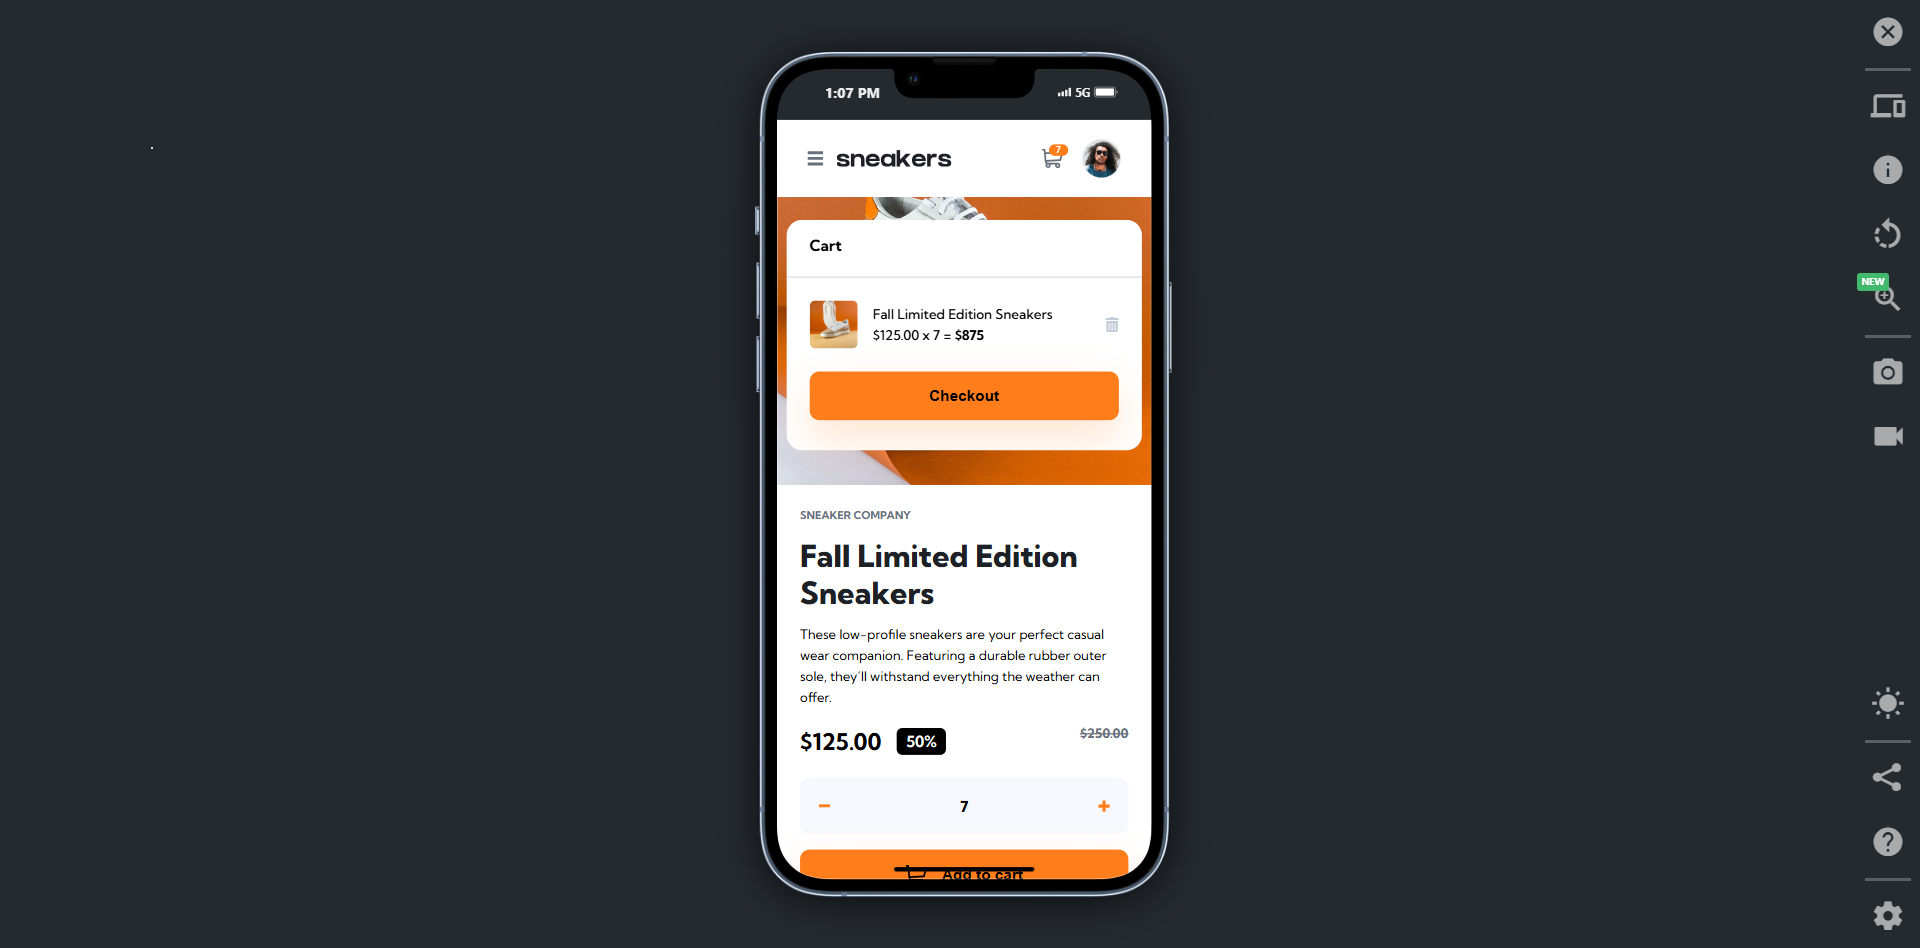 1:07 PM
5G
sneakers
7
Cart
Fall Limited Edition Sneakers
$125.00 x 7 = $875
Checkout
SNEAKER COMPANY
Fall Limited Edition
Sneakers
These low-profile sneakers are your perfect casual
wear companion. Featuring a durable rubber outer
sole, they'll withstand everything the weather can
offer.
$125.00
50%
$250.00
7
Add to cart
NEW